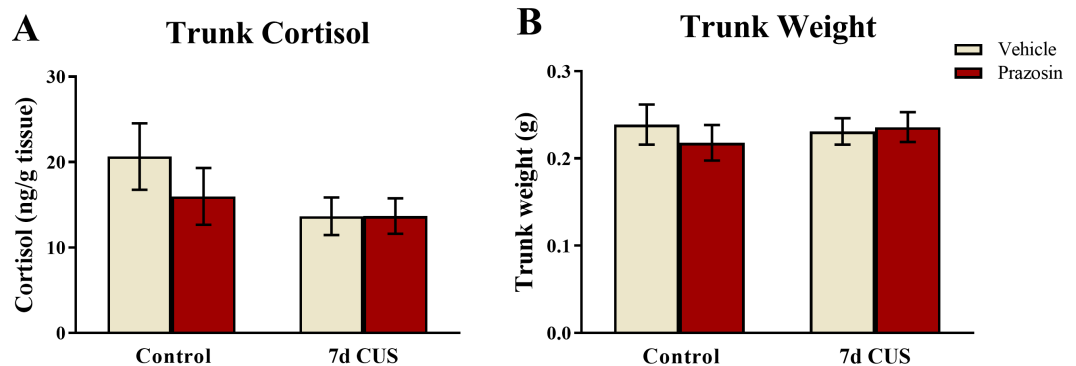 A
Trunk Cortisol
Cortisol (ng/g tissue)
30
20
10
0
Control
7d CUS
B
Trunk Weight
Trunk weight (g)
0.3
0.2
0.1
0.0
Control
7d CUS
Vehicle
Prazosin